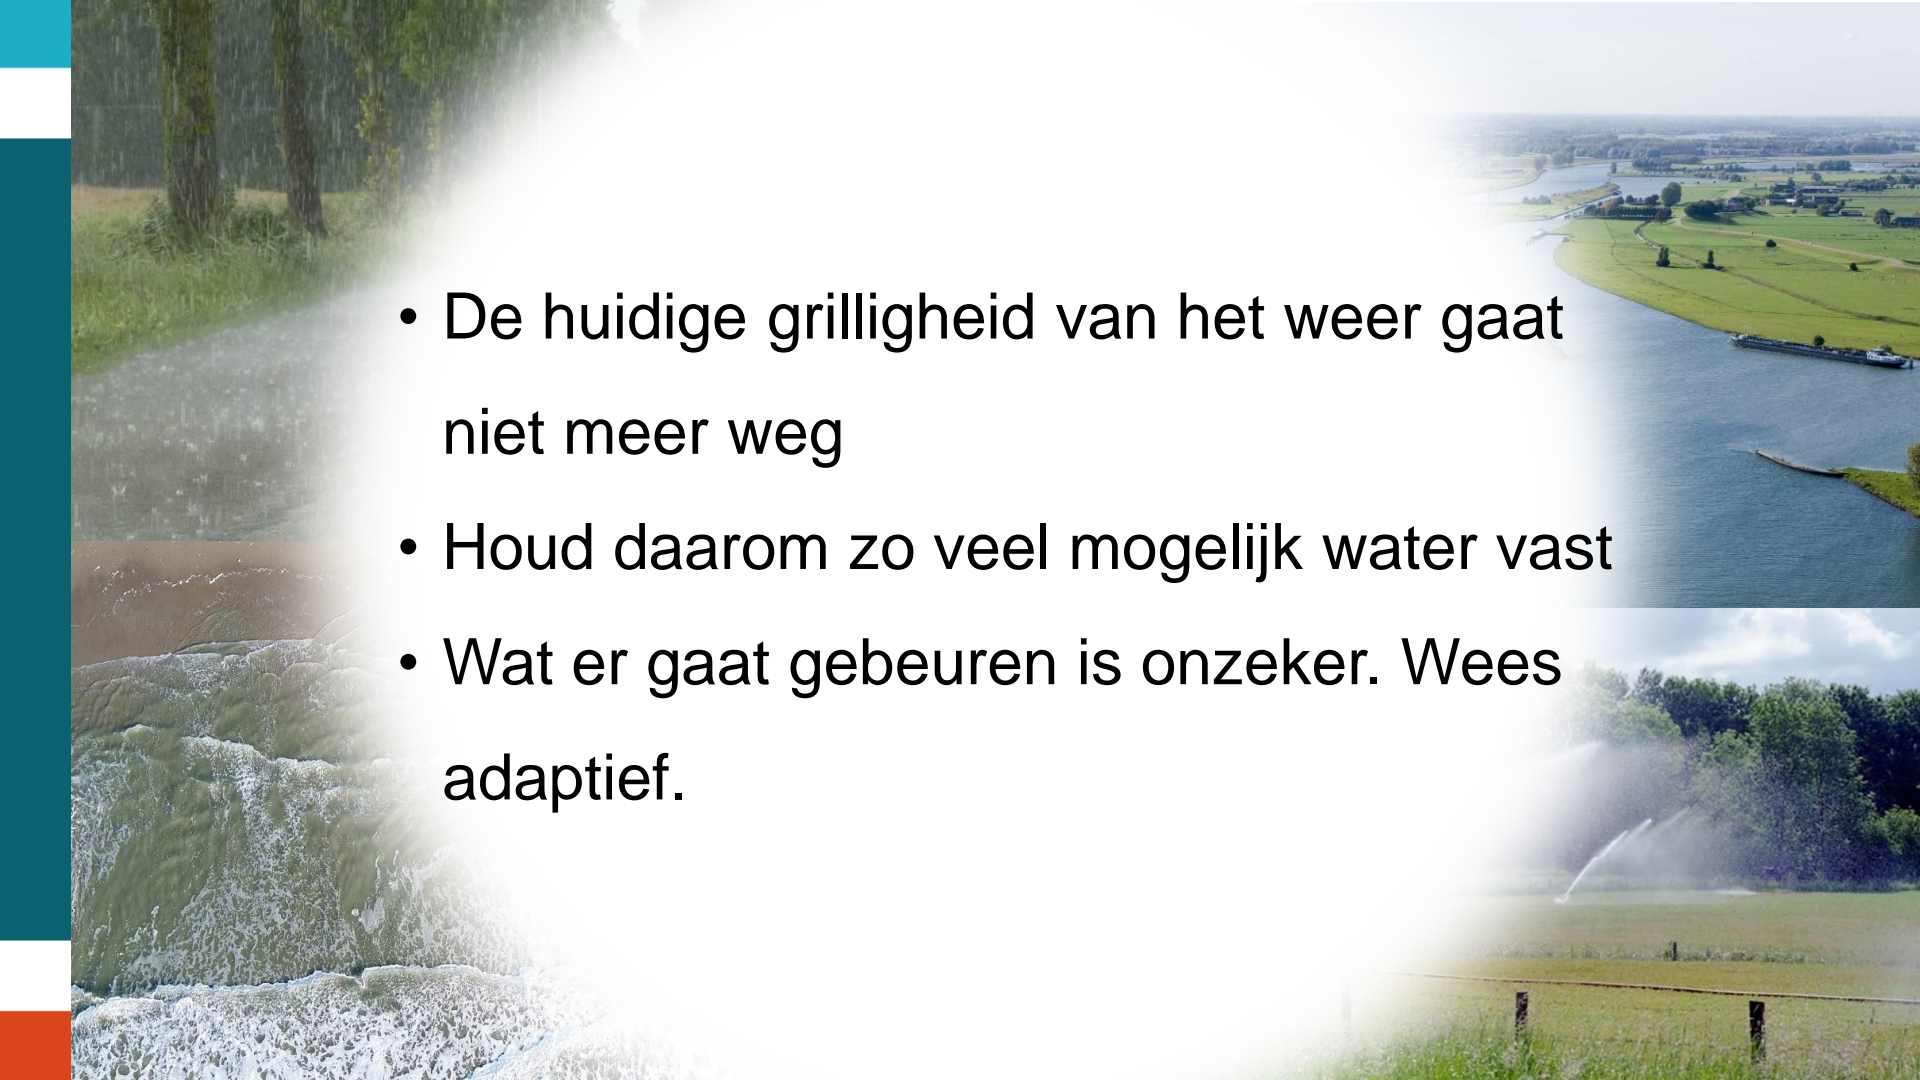 • De huidige grilligheid van het weer gaat
niet meer weg
• Houd daarom zo veel mogelijk water vast
• Wat er gaat gebeuren is onzeker. Wees
adaptief.